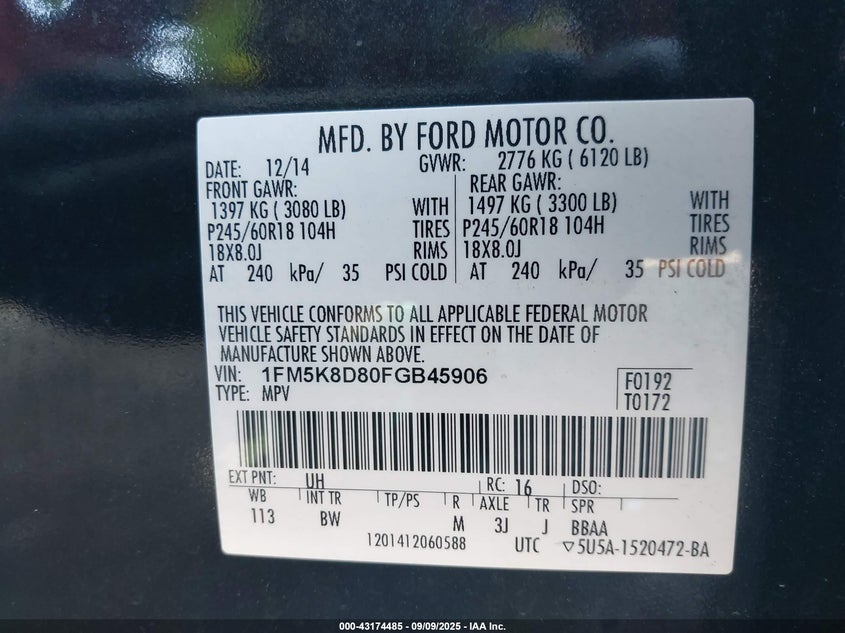 MFD. BY FORD MOTOR CO.
DATE: 12/14 GVWR: 2776 KG ( 6120 LB)
FRONT GAWR: REAR GAWR:
1397 KG ( 3080 LB) WITH 1497 KG ( 3300 LB) WITH
P245/60R18 104H TIRES P245/60R18 104H TIRES
18X8.0J RIMS 18X8.0J RIMS
AT 240 kPa/ 35 PSI COLD AT 240 kPa/ 35 PSI COLD
THIS VEHICLE CONFORMS TO ALL APPLICABLE FEDERAL MOTOR
VEHICLE SAFETY STANDARDS IN EFFECT ON THE DATE OF
MANUFACTURE SHOWN ABOVE.
VIN: 1FM5K8D80FGB45906 F0192
TYPE: MPV T0172
EXT PNT: UH RC: 16 DSO:
WB INT TR TP/PS R AXLE TR SPR
113 BW M 3J J BBAA
1201412060588 UTC ▽5U5A-1520472-BA
000-43174485 - 09/09/2025 - IAA Inc.